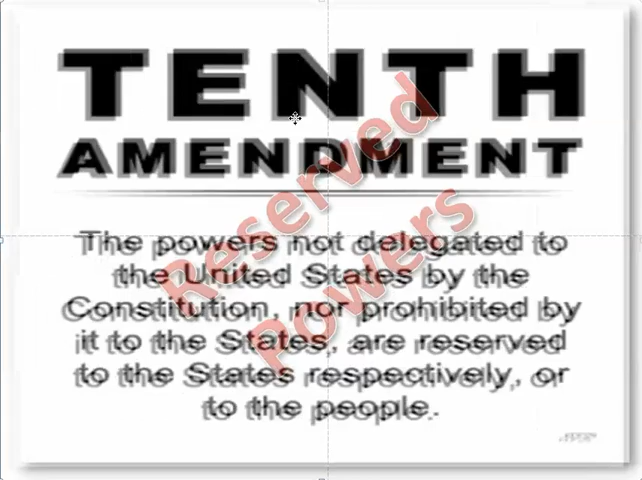 TENTH
AMENDMENT
Reserved
Powers
The powers not delegated to
the United States by the
Constitution, nor prohibited by
it to the States, are reserved
to the States respectively, or
to the people.